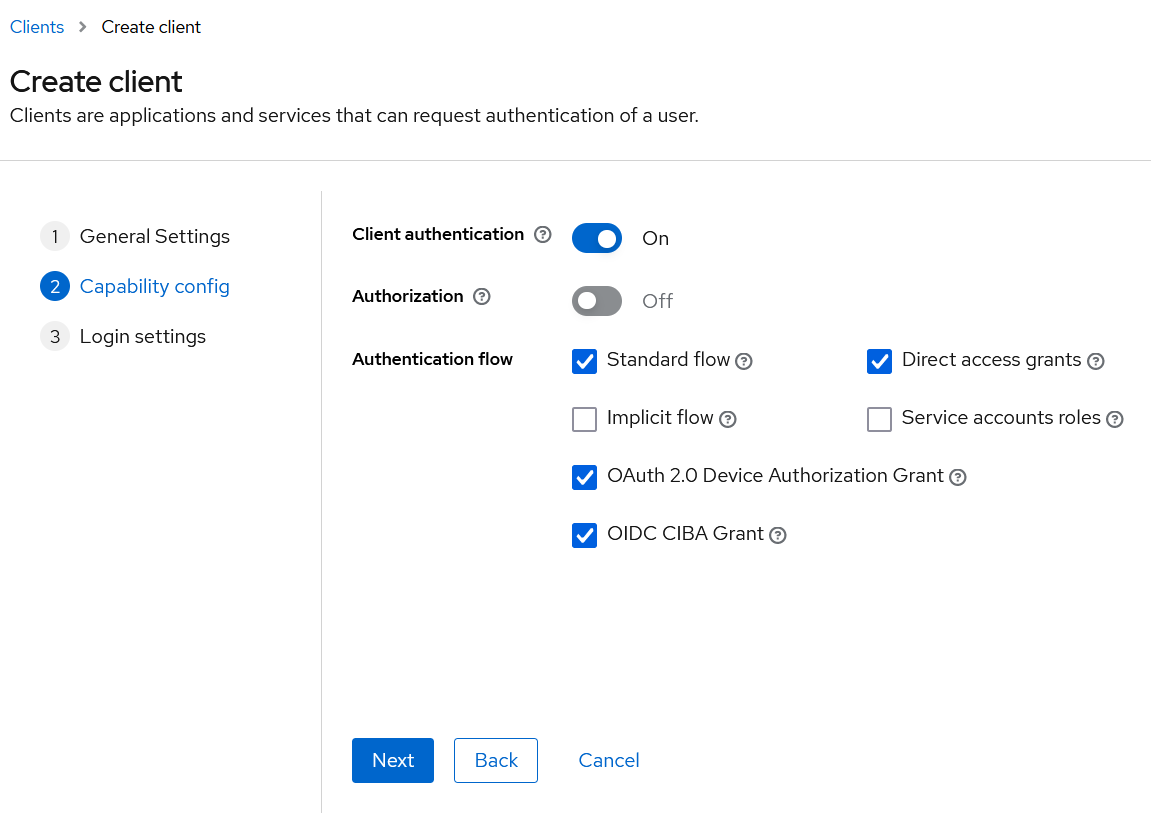 Clients > Create client
Create client
Clients are applications and services that can request authentication of a user.
1 General Settings
2 Capability config
3 Login settings
Client authentication ? On
Authorization ? Off
Authentication flow Standard flow ? Direct access grants ?
Implicit flow ? Service accounts roles ?
OAuth 2.0 Device Authorization Grant ?
OIDC CIBA Grant ?
Next Back Cancel